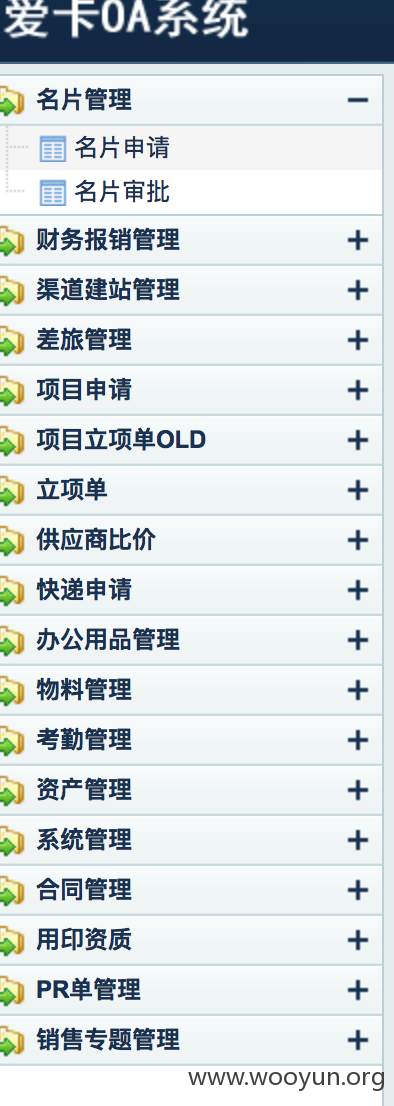 爱卡OA系统
名片管理
名片申请
名片审批
财务报销管理
渠道建站管理
差旅管理
项目申请
项目立项单OLD
立项单
供应商比价
快递申请
办公用品管理
物料管理
考勤管理
资产管理
系统管理
合同管理
用印资质
PR单管理
销售专题管理
www.wooyun.org